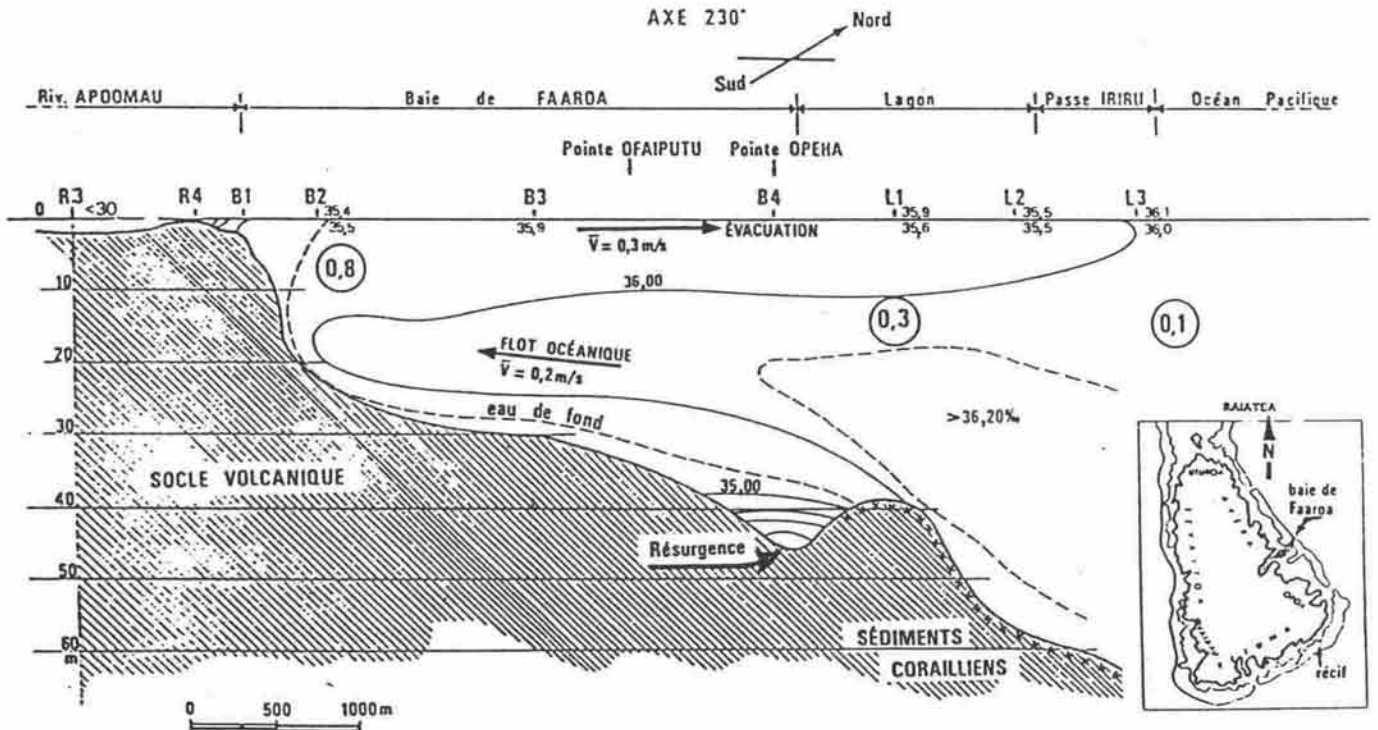 AXE 230°
Nord
Sud
Riv. APOOMAU Baie de FAAROA Lagon Passe IRIRU Océan Pacifique
Pointe OFAIPUTU Pointe OPEHA
R3 R4 B1 B2 B3 B4 L1 L2 L3
0 <30 35,4 35,9 35,5 36,1
35,5 35,9 35,6 35,5 36,0
V̅ = 0,3 m/s ÉVACUATION
0,8
10
36,00
0,3 0,1
FLOT OCÉANIQUE
20
V̅ = 0,2 m/s
eau de fond
>36,20‰
30
SOCLE VOLCANIQUE
35,00
40
Résurgence
50
SÉDIMENTS
60
m
CORAILLIENS
0 500 1000 m
RAIATEA
N
baie de
Faaroa
récif